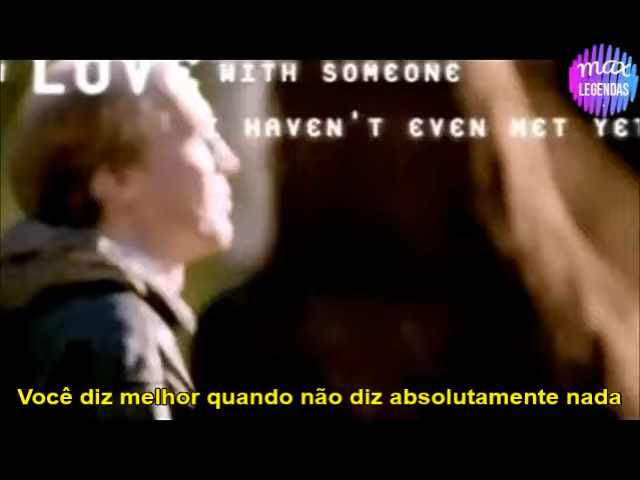 LOVE WITH SOMEONE
max
LEGENDAS
I HAVEN'T EVEN MET YET
Você diz melhor quando não diz absolutamente nada